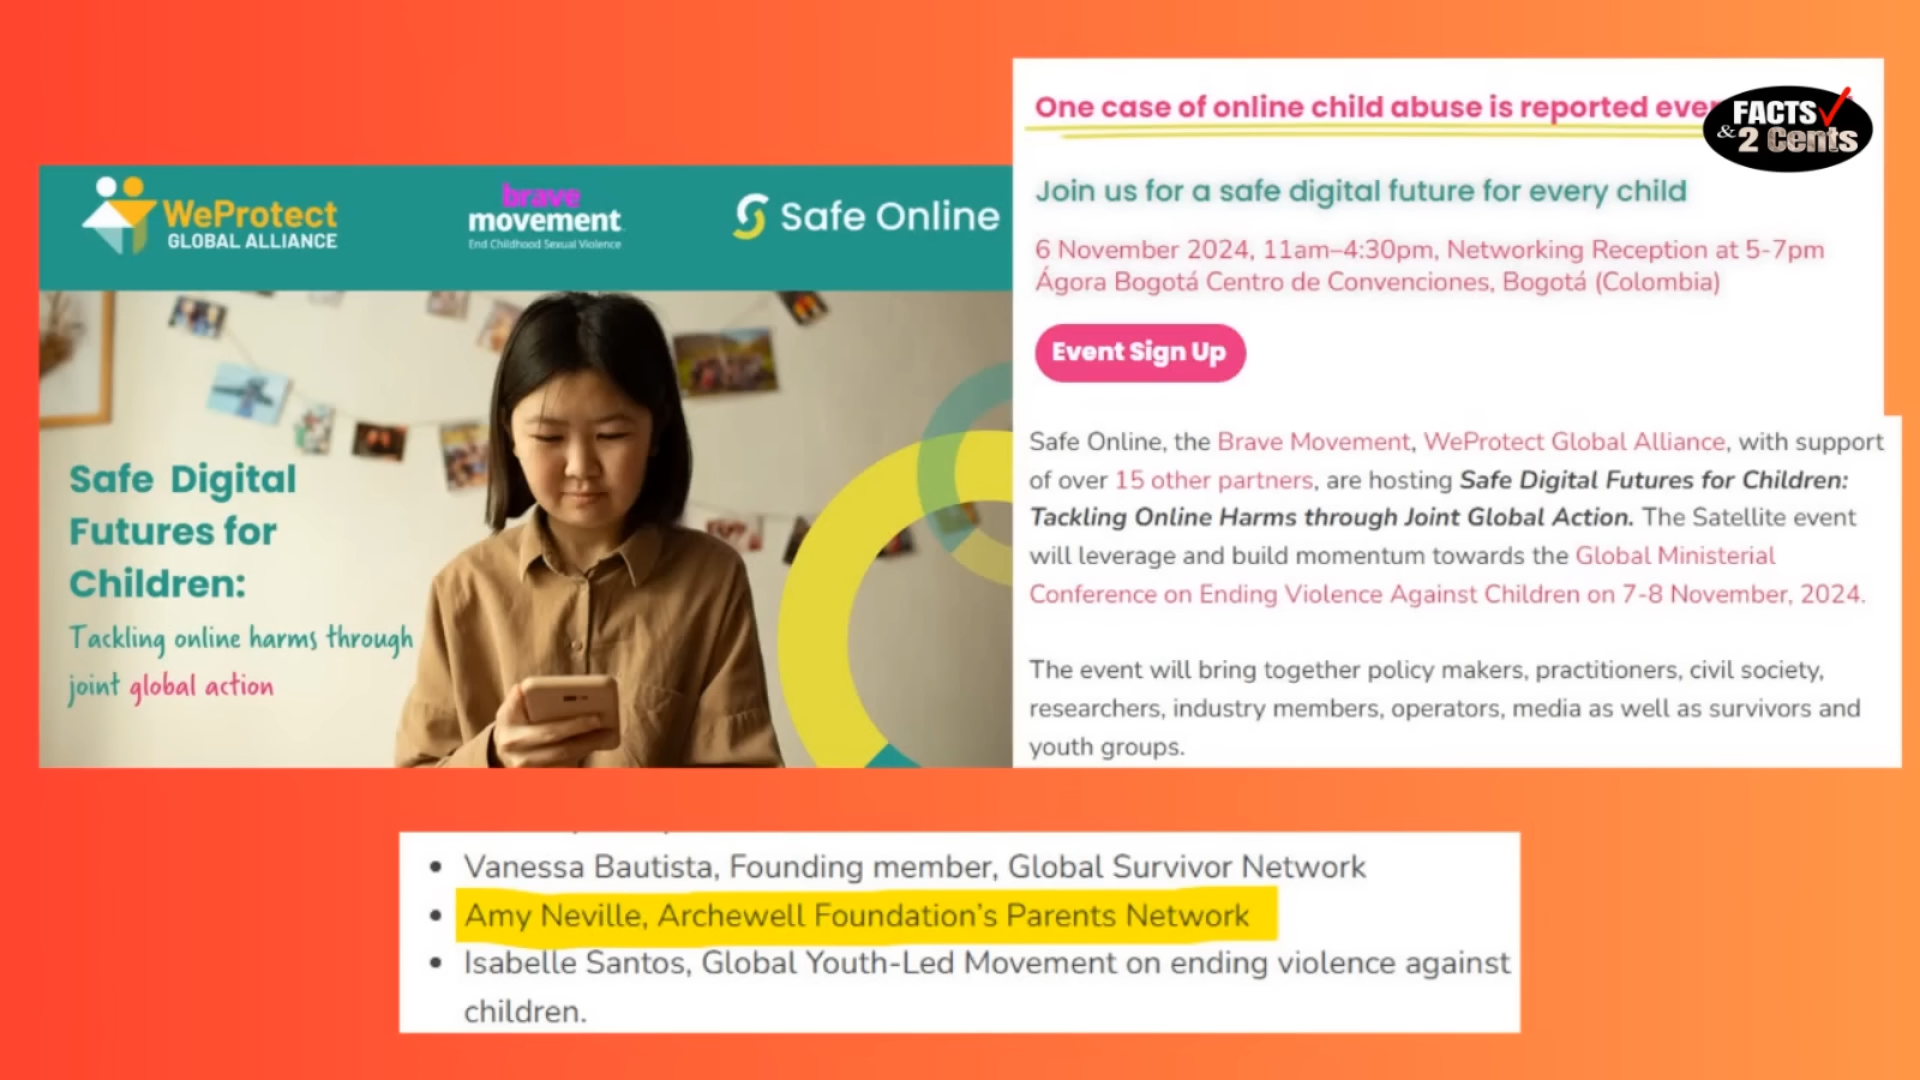 WeProtect
GLOBAL ALLIANCE
brave
movement
End Childhood Sexual Violence
Safe Online
Safe Digital
Futures for
Children:
Tackling online harms through
joint global action
One case of online child abuse is reported
FACTS
& 2 Cents
Join us for a safe digital future for every child
6 November 2024, 11am–4:30pm, Networking Reception at 5-7pm
Ágora Bogotá Centro de Convenciones, Bogotá (Colombia)
Event Sign Up
Safe Online, the Brave Movement, WeProtect Global Alliance, with support
of over 15 other partners, are hosting Safe Digital Futures for Children:
Tackling Online Harms through Joint Global Action. The Satellite event
will leverage and build momentum towards the Global Ministerial
Conference on Ending Violence Against Children on 7-8 November, 2024.
The event will bring together policy makers, practitioners, civil society,
researchers, industry members, operators, media as well as survivors and
youth groups.
• Vanessa Bautista, Founding member, Global Survivor Network
• Amy Neville, Archewell Foundation's Parents Network
• Isabelle Santos, Global Youth-Led Movement on ending violence against
children.